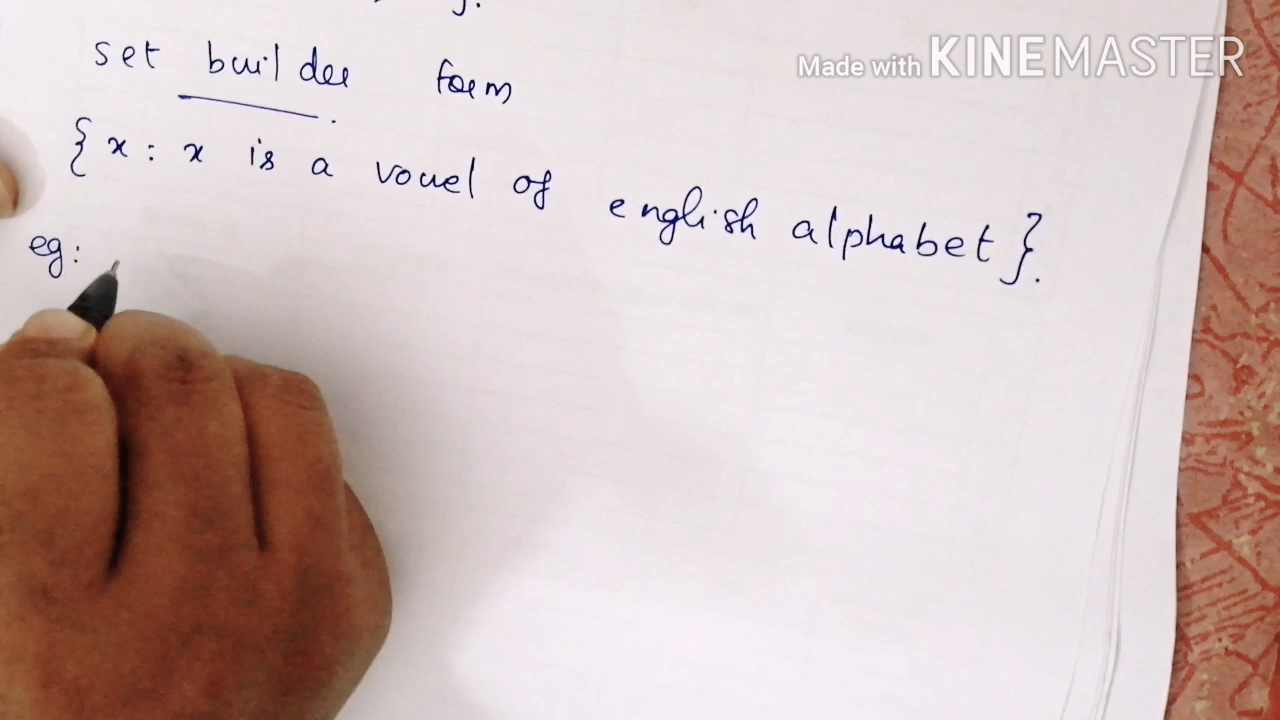 Made with KINEMASTER
set builder form
{ x : x is a vowel of english alphabet }.
eg: